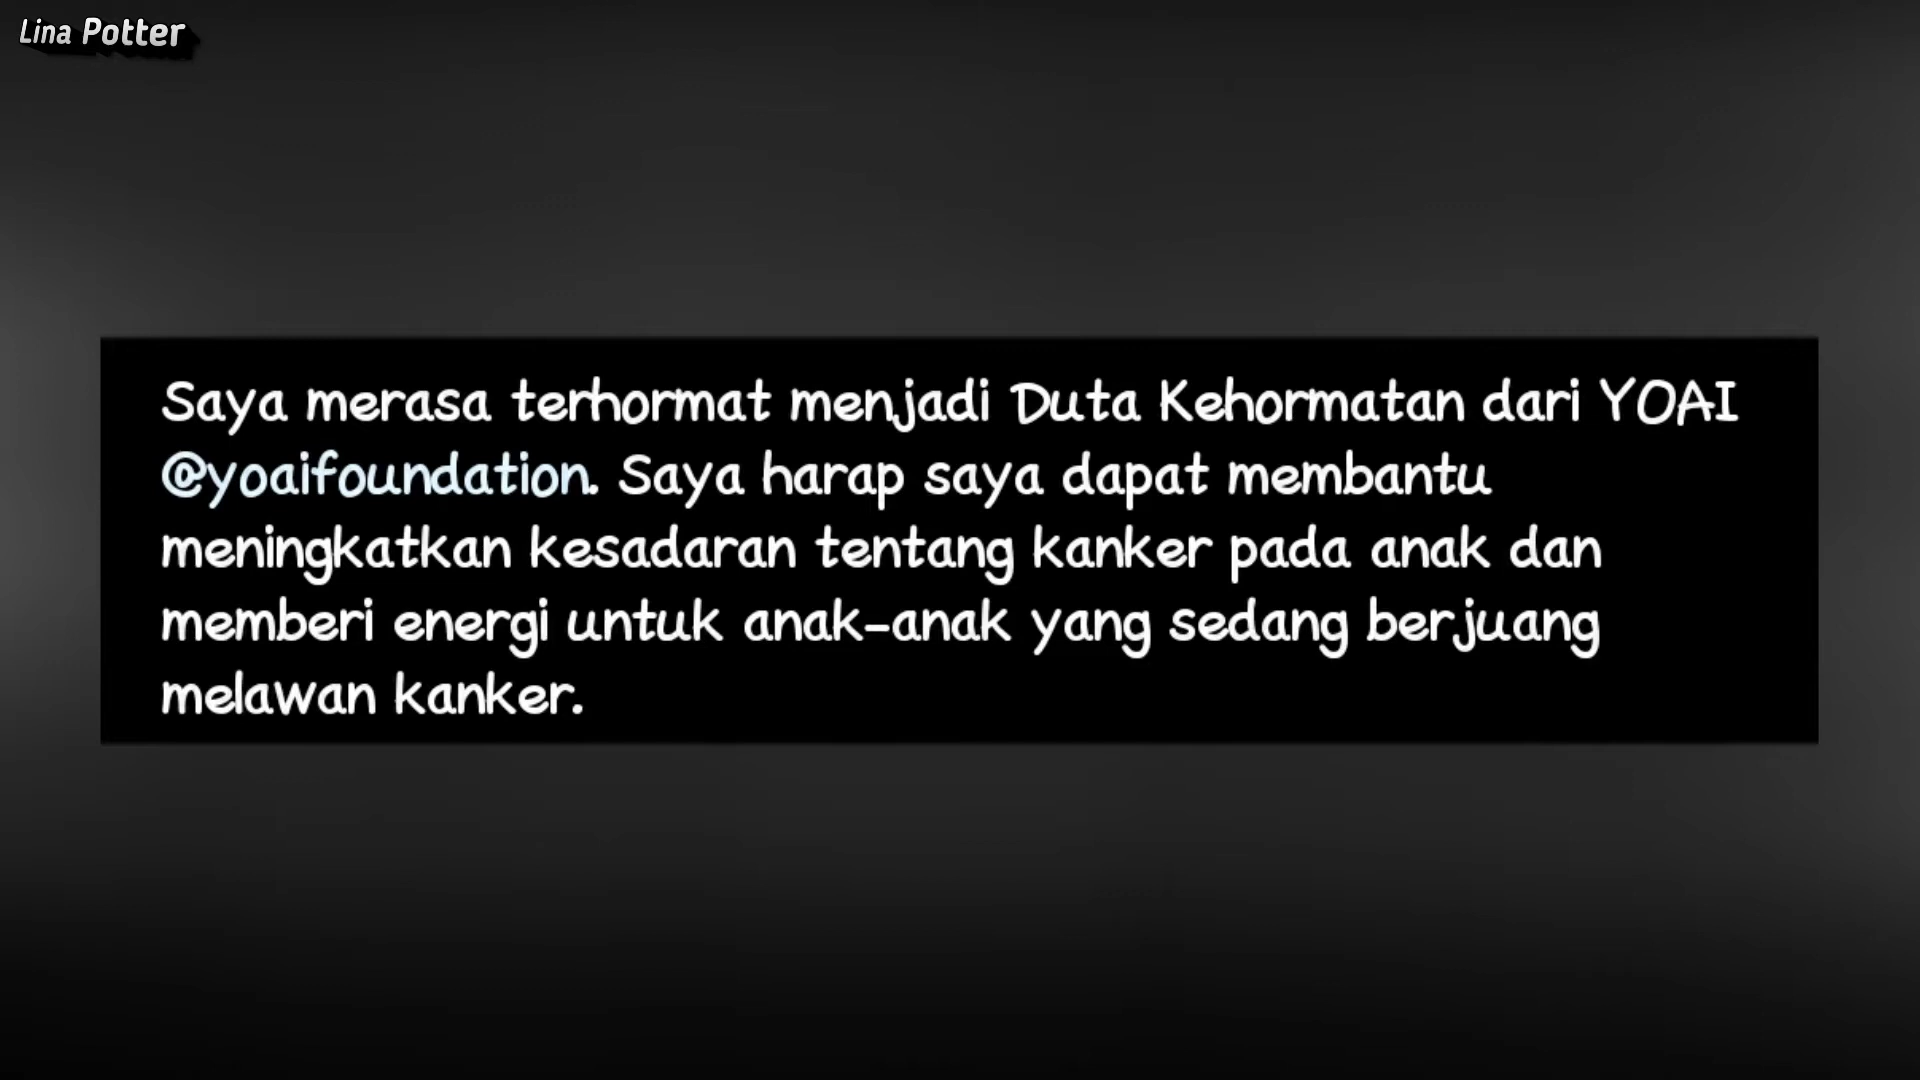 Lina Potter
Saya merasa terhormat menjadi Duta Kehormatan dari YOAI
@yoaifoundation. Saya harap saya dapat membantu
meningkatkan kesadaran tentang kanker pada anak dan
memberi energi untuk anak-anak yang sedang berjuang
melawan kanker.